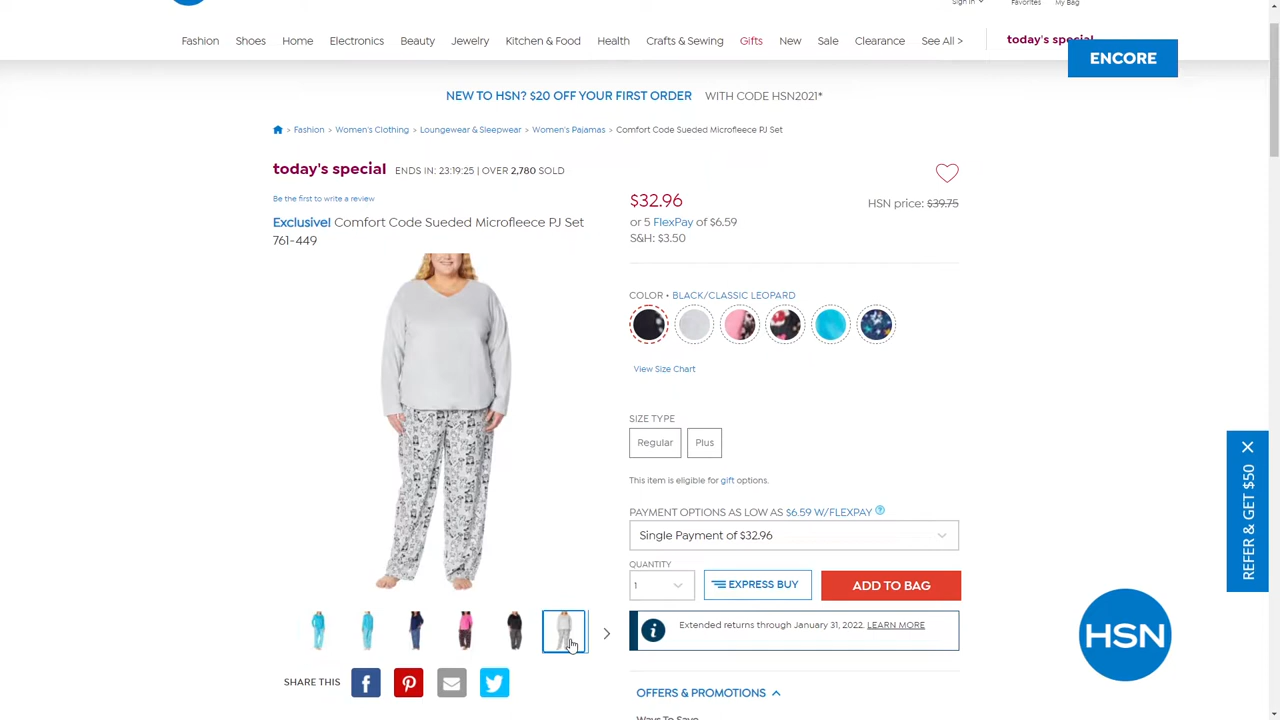 Sign In
Favorites
My Bag
Fashion
Shoes
Home
Electronics
Beauty
Jewelry
Kitchen & Food
Health
Crafts & Sewing
Gifts
New
Sale
Clearance
See All >
today's special
ENCORE
NEW TO HSN? $20 OFF YOUR FIRST ORDER WITH CODE HSN2021*
> Fashion > Women's Clothing > Loungewear & Sleepwear > Women's Pajamas > Comfort Code Sueded Microfleece PJ Set
today's special ENDS IN: 23:19:25 | OVER 2,780 SOLD
Be the first to write a review
Exclusive! Comfort Code Sueded Microfleece PJ Set
761-449
$32.96
HSN price: $39.75
or 5 FlexPay of $6.59
S&H: $3.50
COLOR • BLACK/CLASSIC LEOPARD
View Size Chart
SIZE TYPE
Regular
Plus
This item is eligible for gift options.
PAYMENT OPTIONS AS LOW AS $6.59 W/FLEXPAY ?
Single Payment of $32.96
QUANTITY
1
EXPRESS BUY
ADD TO BAG
i
Extended returns through January 31, 2022. LEARN MORE
SHARE THIS
OFFERS & PROMOTIONS
Ways To Save
REFER & GET $50
HSN